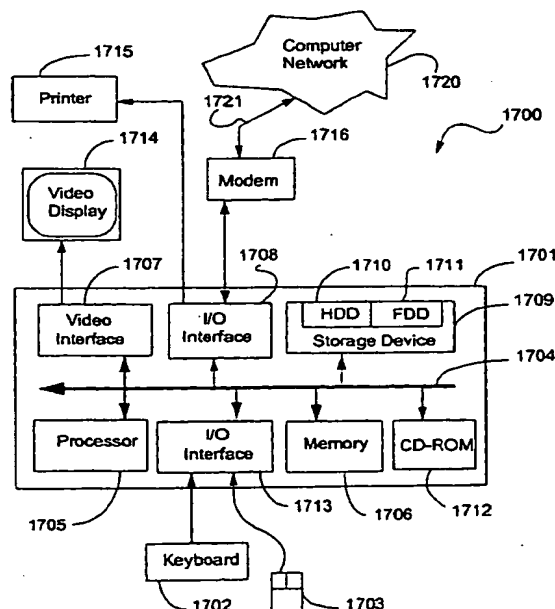 1715
Printer
Computer
Network
1720
1721
1700
1714
1716
Modem
Video
Display
1707
1708
1710
1711
1701
Video
Interface
I/O
Interface
HDD
FDD
Storage Device
1709
1704
Processor
I/O
Interface
Memory
CD-ROM
1705
1713
1706
1712
Keyboard
1702
1703